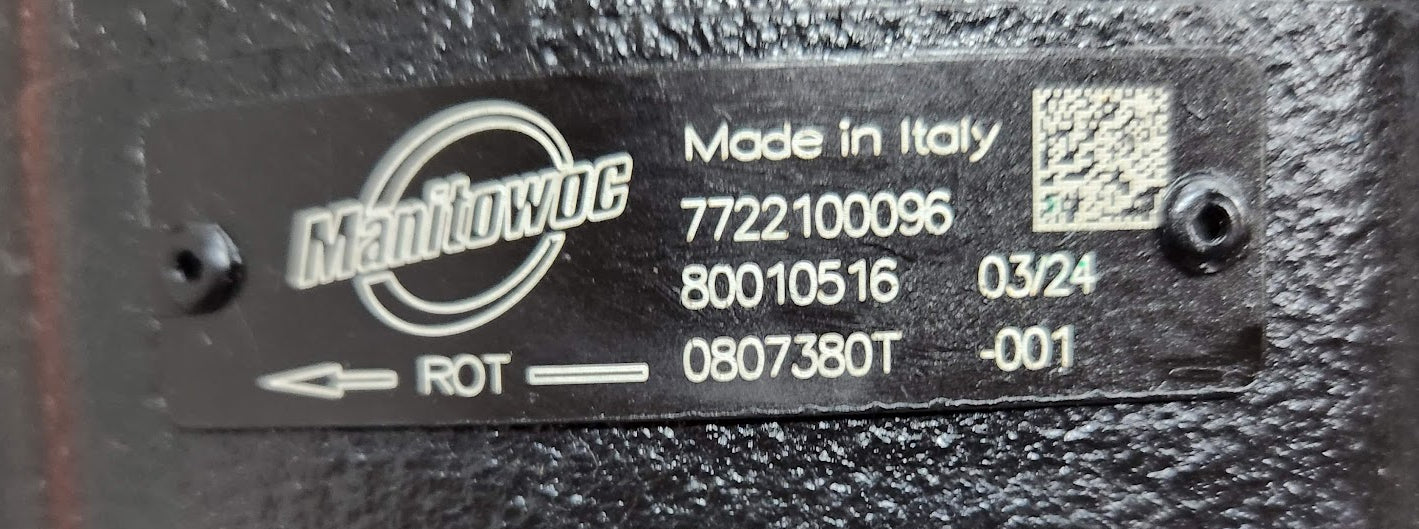 Manitowoc
ROT
Made in Italy
7722100096
80010516 03/24
0807380T -001